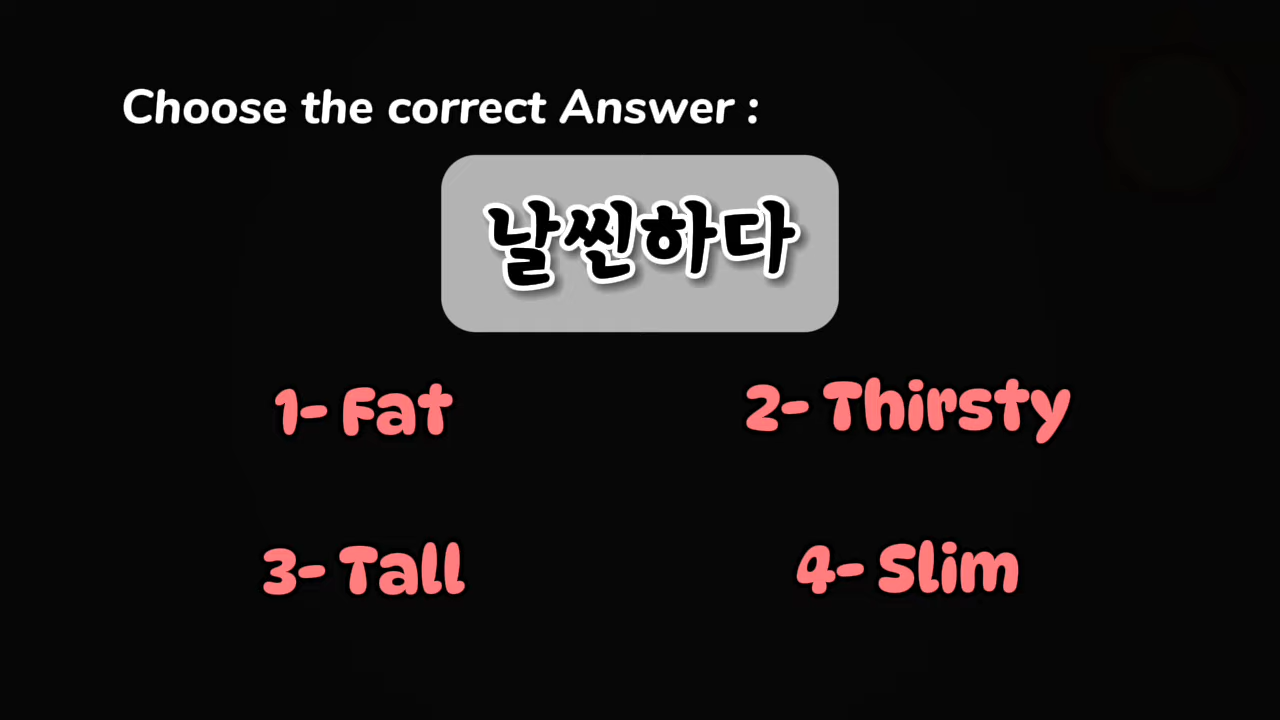 Choose the correct Answer :
날씬하다
1- Fat
2- Thirsty
3- Tall
4- Slim